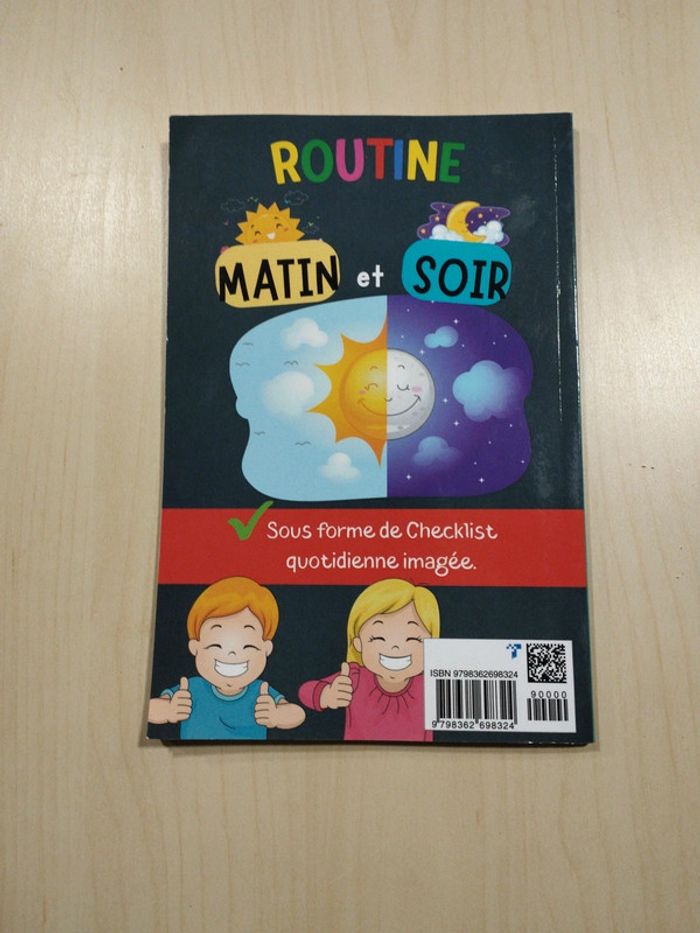 ROUTINE
MATIN et SOIR
Sous forme de Checklist
quotidienne imagée.
ISBN 9798362698324
90000
9 798362 698324